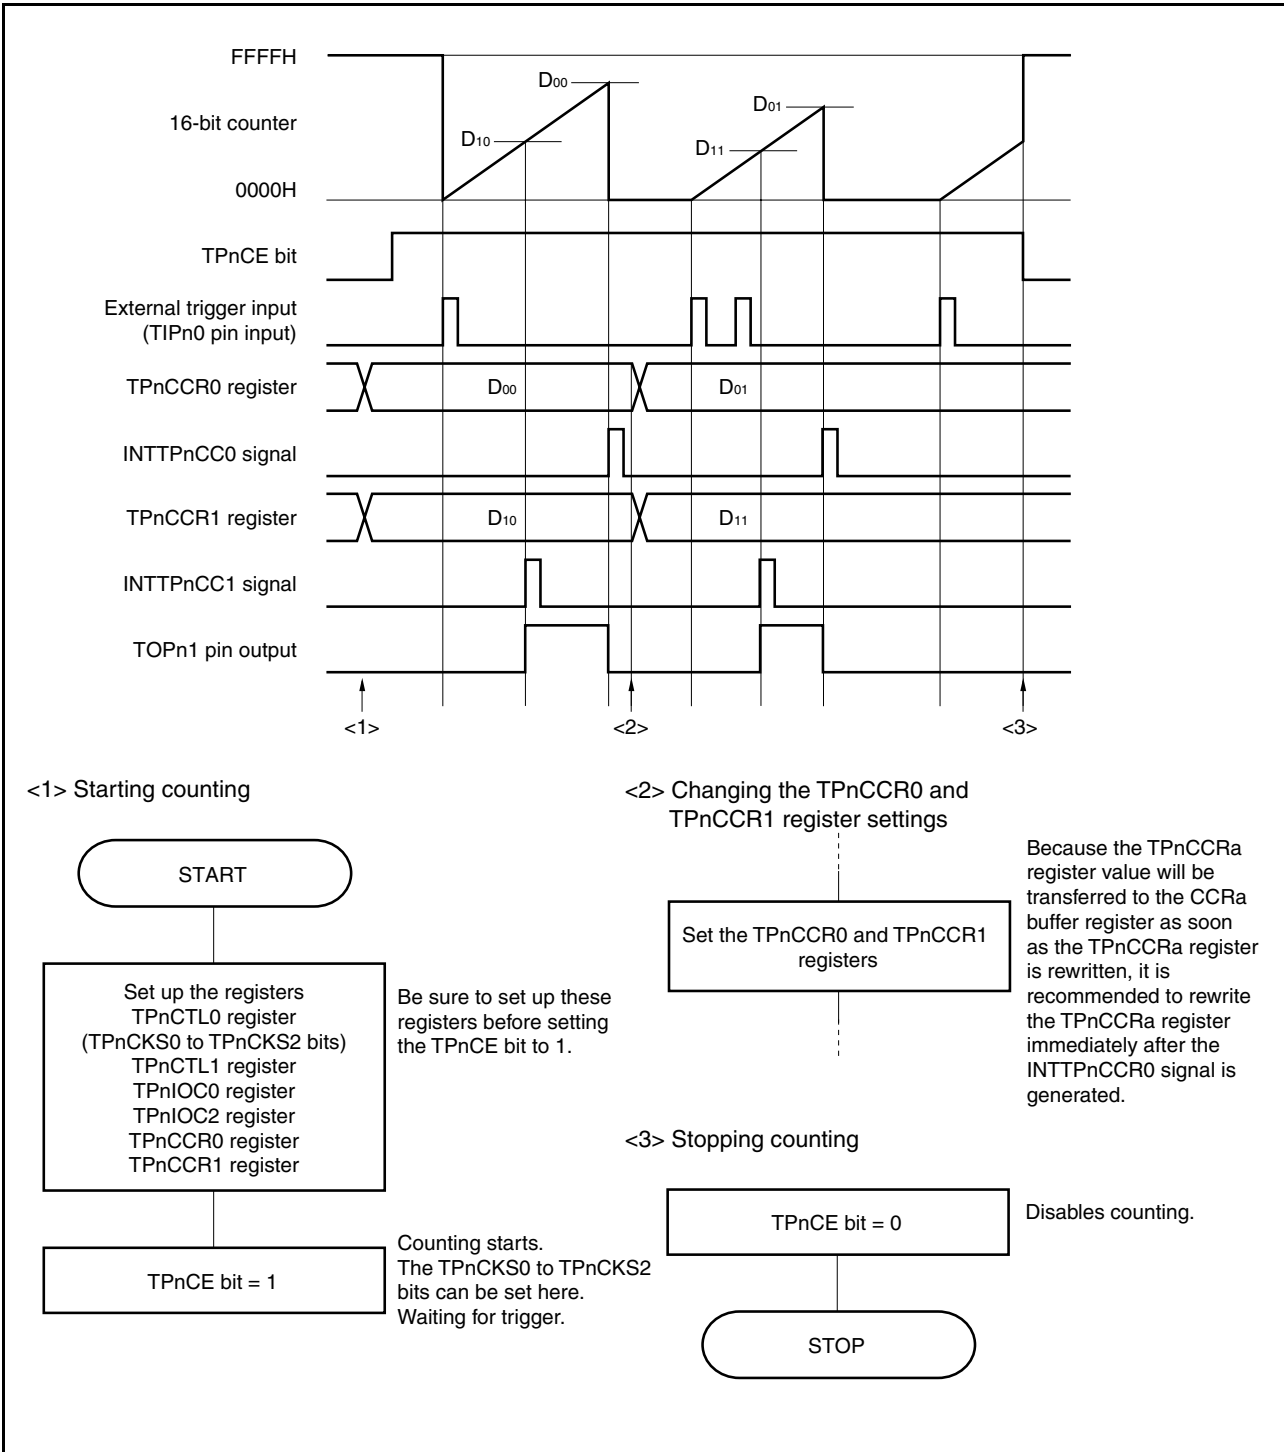 FFFFH
D00
D01
16-bit counter
D10
D11
0000H
TPnCE bit
External trigger input
(TIPn0 pin input)
TPnCCR0 register
D00
D01
INTTPnCC0 signal
TPnCCR1 register
D10
D11
INTTPnCC1 signal
TOPn1 pin output
<1>
<2>
<3>
<1> Starting counting
START
Set up the registers
TPnCTL0 register
(TPnCKS0 to TPnCKS2 bits)
TPnCTL1 register
TPnIOC0 register
TPnIOC2 register
TPnCCR0 register
TPnCCR1 register
Be sure to set up these
registers before setting
the TPnCE bit to 1.
TPnCE bit = 1
Counting starts.
The TPnCKS0 to TPnCKS2
bits can be set here.
Waiting for trigger.
<2> Changing the TPnCCR0 and
TPnCCR1 register settings
Set the TPnCCR0 and TPnCCR1
registers
Because the TPnCCRa
register value will be
transferred to the CCRa
buffer register as soon
as the TPnCCRa register
is rewritten, it is
recommended to rewrite
the TPnCCRa register
immediately after the
INTTPnCCR0 signal is
generated.
<3> Stopping counting
TPnCE bit = 0
Disables counting.
STOP